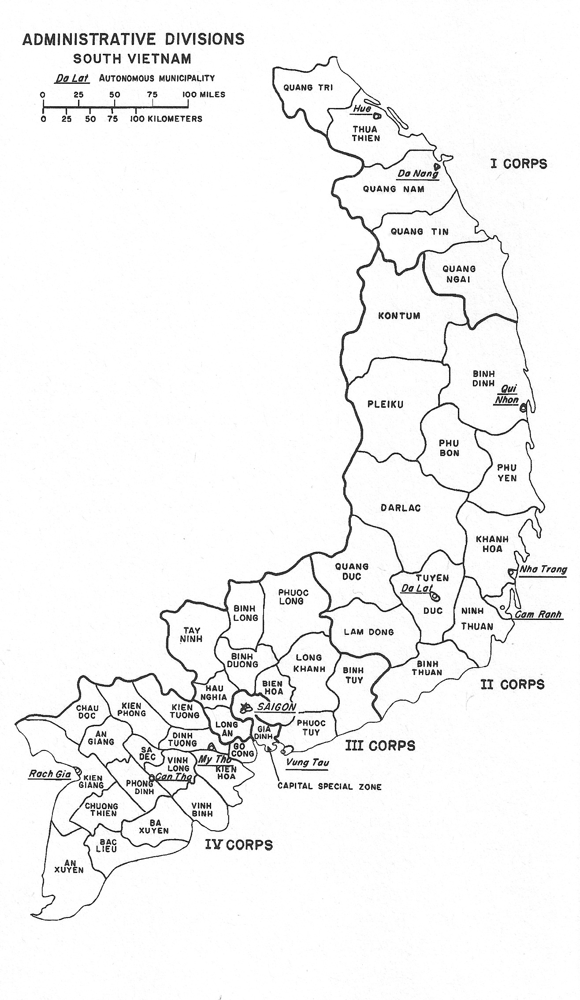 ADMINISTRATIVE DIVISIONS
SOUTH VIETNAM
Da Lat AUTONOMOUS MUNICIPALITY
0 25 50 75 100 MILES
0 25 50 75 100 KILOMETERS
QUANG TRI
Hue
THUA
THIEN
I CORPS
Da Nang
QUANG NAM
QUANG TIN
QUANG
NGAI
KONTUM
BINH
DINH
Qui
Nhon
PLEIKU
PHU
BON
PHU
YEN
DARLAC
KHANH
HOA
QUANG
DUC
Nha Trang
TUYEN
Da Lat
DUC
PHUOC
LONG
BINH
LONG
NINH
THUAN
Cam Ranh
TAY
NINH
LAM DONG
BINH
DUONG
LONG
KHANH
BINH
TUY
BINH
THUAN
II CORPS
HAU
NGHIA
BIEN
HOA
SAIGON
CHAU
DOC
KIEN
PHONG
KIEN
TUONG
LONG
AN
GIA
DINH
PHUOC
TUY
III CORPS
AN
GIANG
DINH
TUONG
GO
CONG
SA
DEC
VINH
LONG
My Tho
KIEN
HOA
Vung Tau
Rach Gia
KIEN
GIANG
Can Tho
PHONG
DINH
CAPITAL SPECIAL ZONE
CHUONG
THIEN
VINH
BINH
BA
XUYEN
IV CORPS
BAC
LIEU
AN
XUYEN